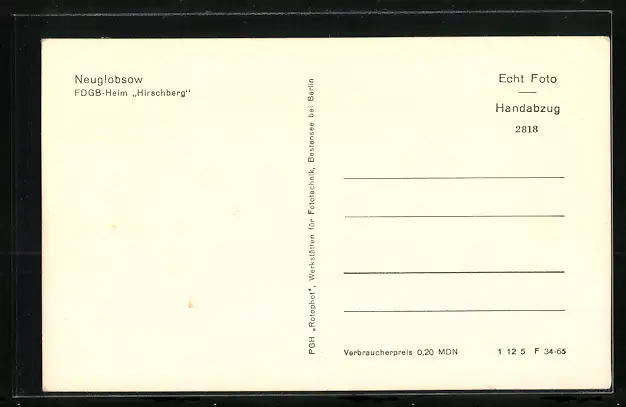 Neuglobsow
FDGB-Heim „Hirschberg"
PGH „Rotophot", Werkstätten für Fototechnik, Bestensee bei Berlin
Echt Foto
Handabzug
2818
Verbraucherpreis 0,20 MDN 1 12 5 F 34-65